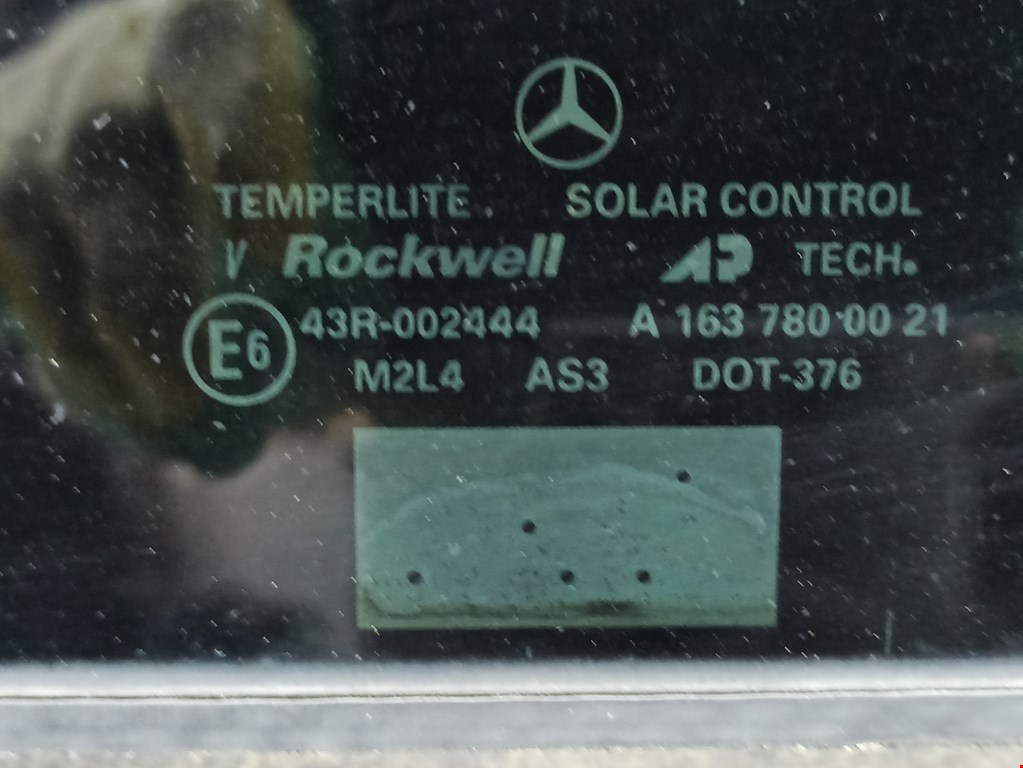 TEMPERLITE. SOLAR CONTROL
V Rockwell AP TECH.
E6 43R-002444 A 163 780 00 21
M2L4 AS3 DOT-376